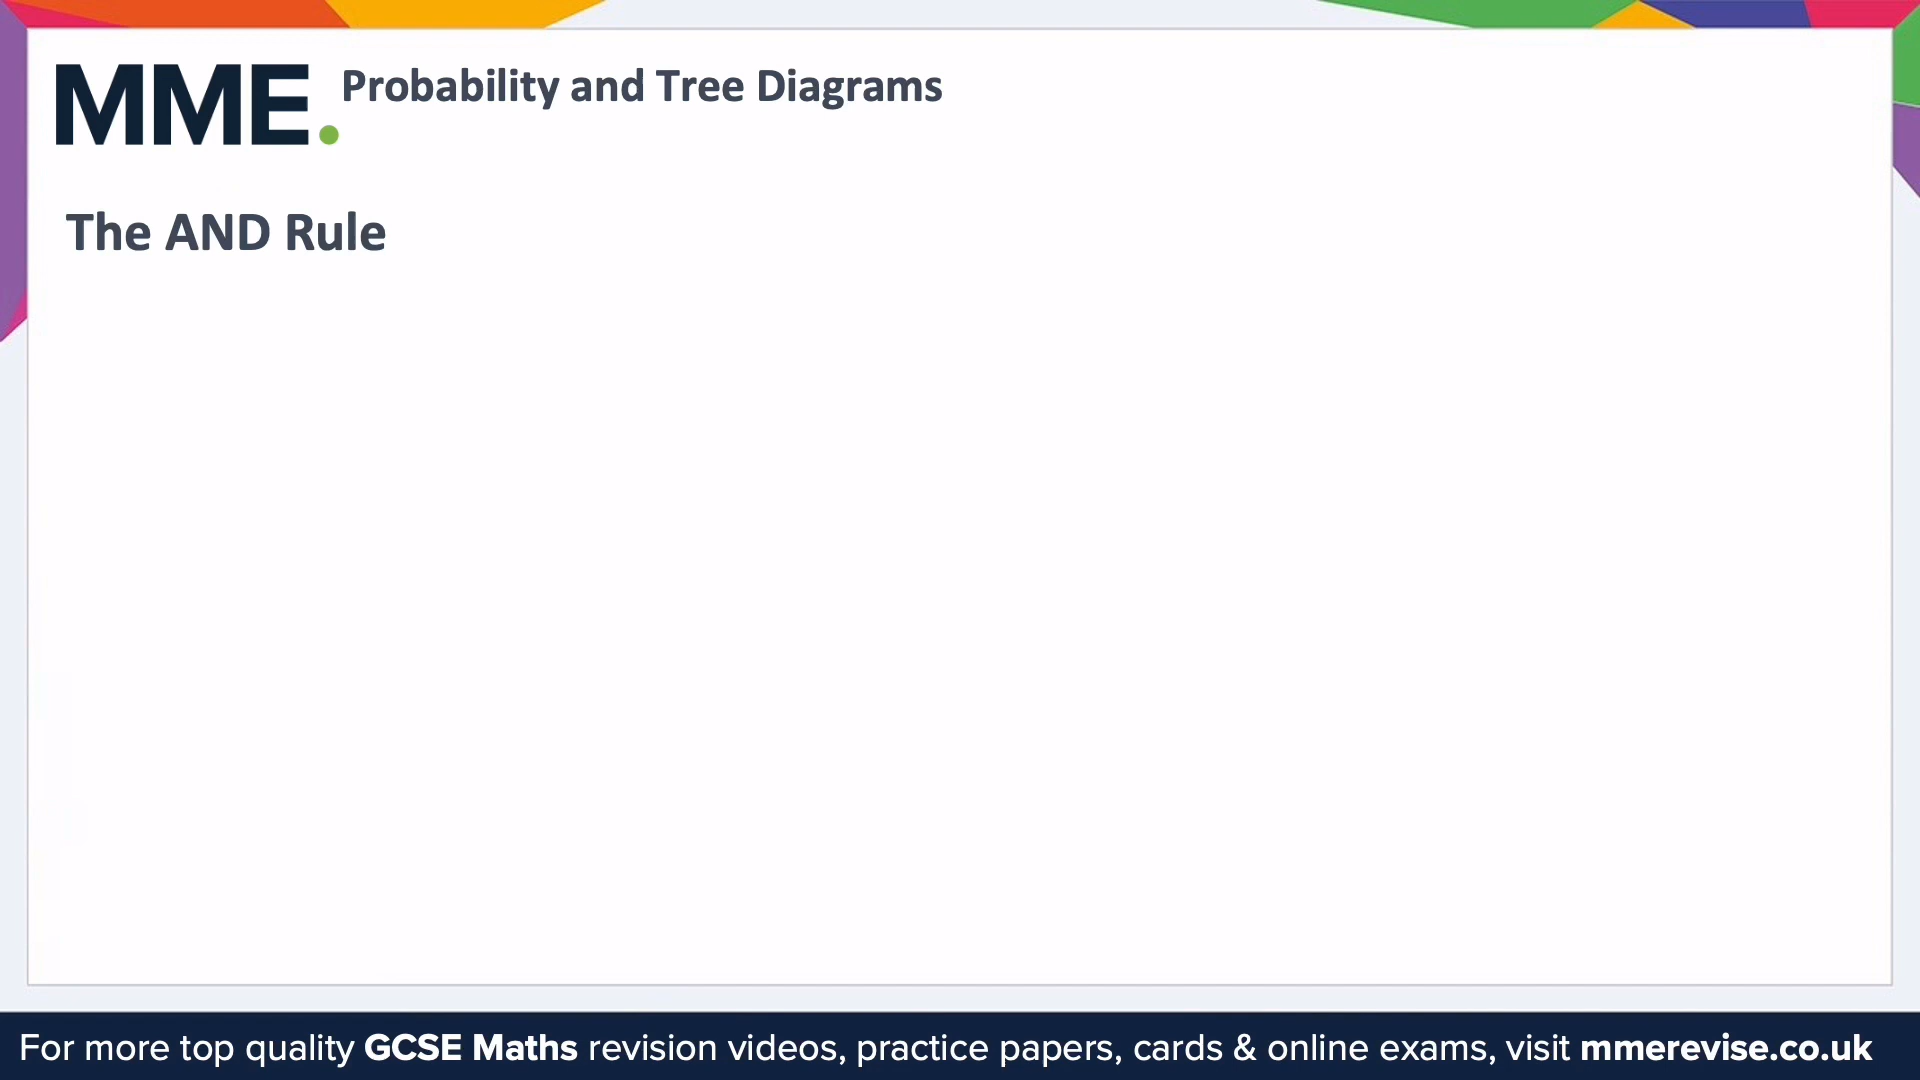 MME. Probability and Tree Diagrams
The AND Rule
For more top quality GCSE Maths revision videos, practice papers, cards & online exams, visit mmerevise.co.uk